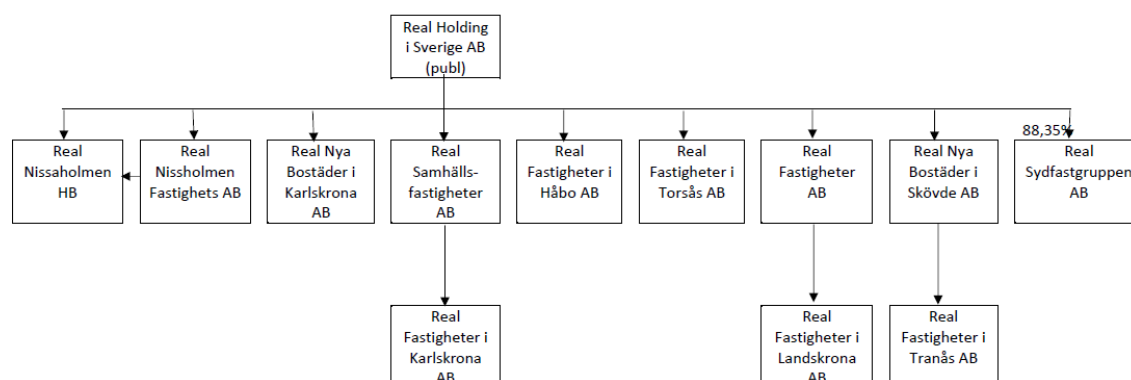 Real Holding
i Sverige AB
(publ)
88,35%
Real
Nissaholmen
HB
Real
Nissholmen
Fastighets AB
Real Nya
Bostäder i
Karlskrona
AB
Real
Samhälls-
fastigheter
AB
Real
Fastigheter i
Håbo AB
Real
Fastigheter i
Torsås AB
Real
Fastigheter
AB
Real Nya
Bostäder i
Skövde AB
Real
Sydfastgruppen
AB
Real
Fastigheter i
Karlskrona
AB
Real
Fastigheter i
Landskrona
AB
Real
Fastigheter i
Tranås AB